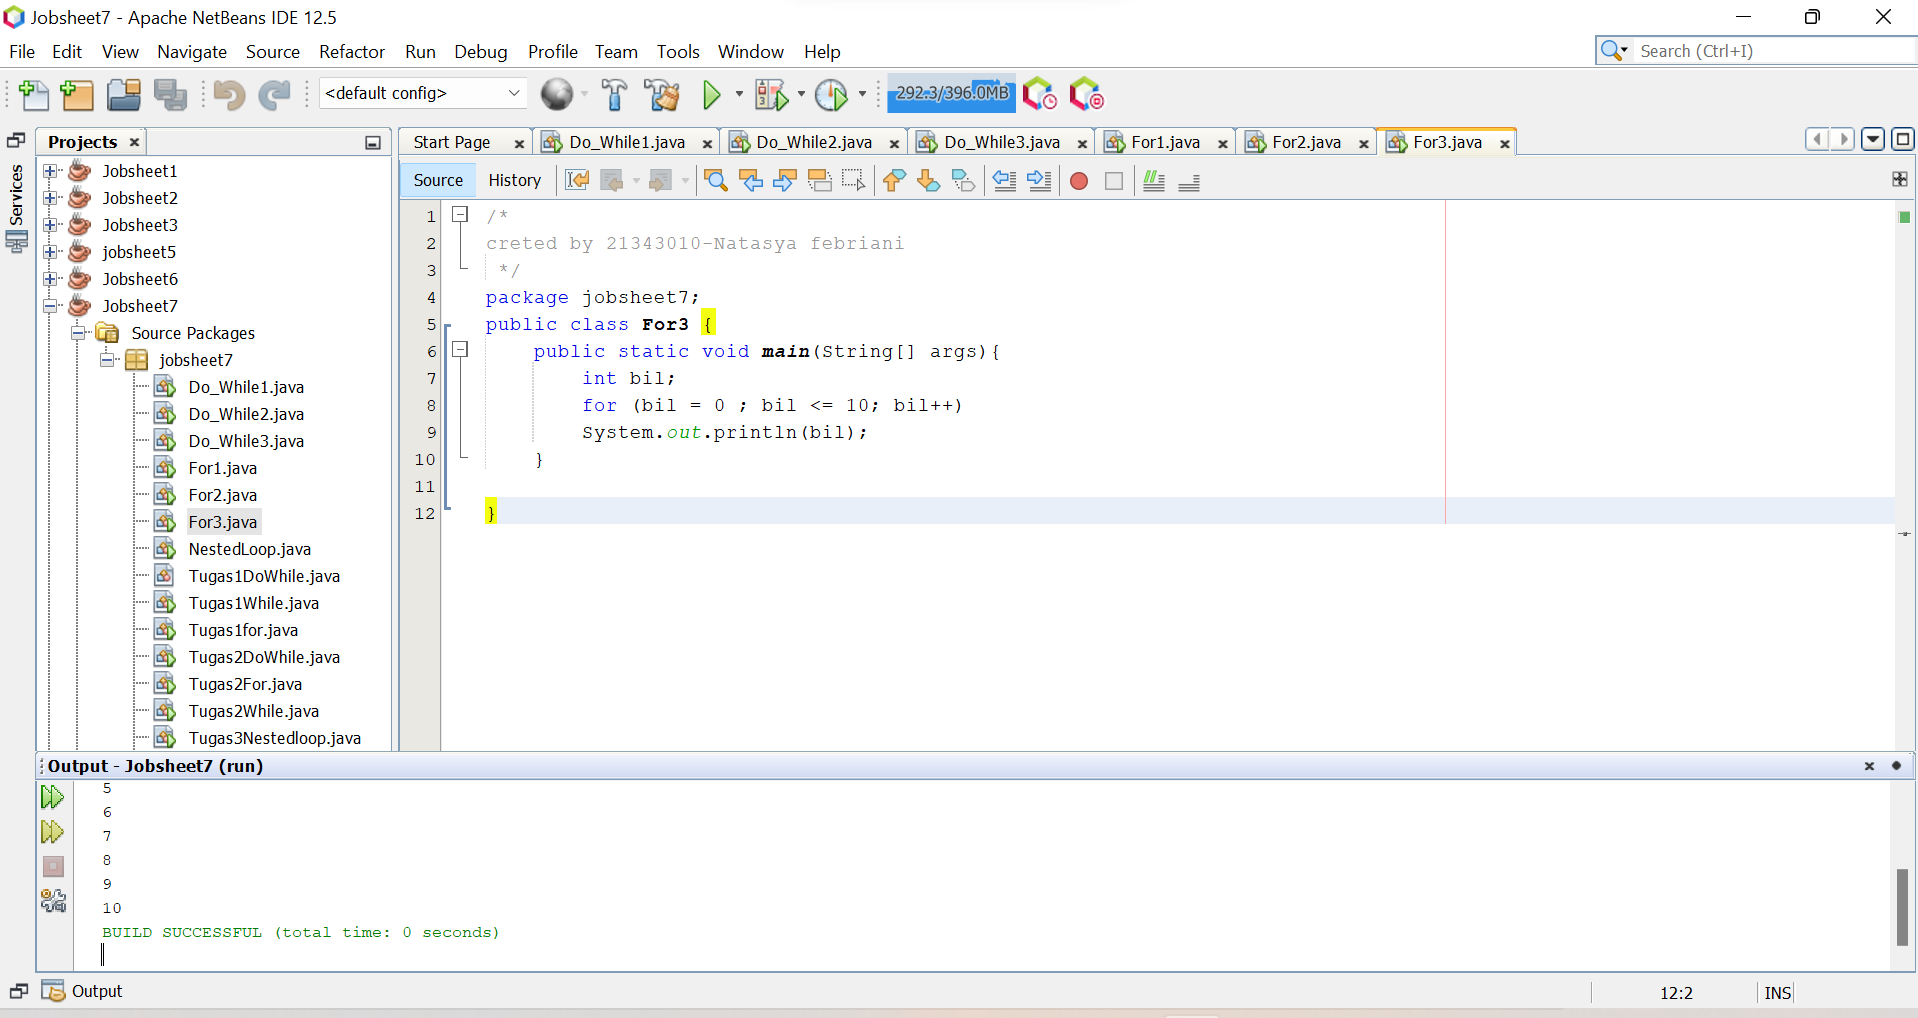 Jobsheet7 - Apache NetBeans IDE 12.5
File Edit View Navigate Source Refactor Run Debug Profile Team Tools Window Help
Search (Ctrl+I)
<default config>
292.3/396.0MB
Projects
Services
Jobsheet1
Jobsheet2
Jobsheet3
jobsheet5
Jobsheet6
Jobsheet7
Source Packages
jobsheet7
Do_While1.java
Do_While2.java
Do_While3.java
For1.java
For2.java
For3.java
NestedLoop.java
Tugas1DoWhile.java
Tugas1While.java
Tugas1for.java
Tugas2DoWhile.java
Tugas2For.java
Tugas2While.java
Tugas3Nestedloop.java
Start Page Do_While1.java Do_While2.java Do_While3.java For1.java For2.java For3.java
Source History
1 /*
2 creted by 21343010-Natasya febriani
3 */
4 package jobsheet7;
5 public class For3 {
6 public static void main(String[] args){
7 int bil;
8 for (bil = 0 ; bil <= 10; bil++)
9 System.out.println(bil);
10 }
11
12 }
Output - Jobsheet7 (run)
5
6
7
8
9
10
BUILD SUCCESSFUL (total time: 0 seconds)
Output
12:2 INS